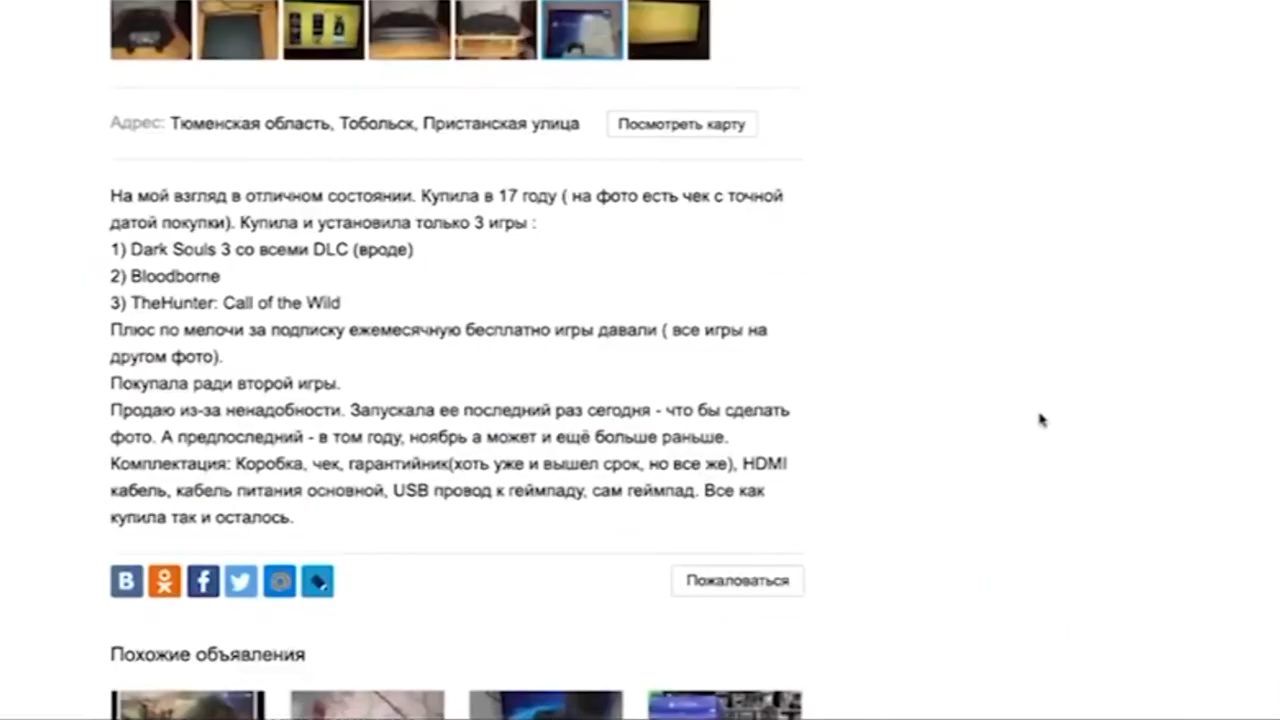 Адрес: Тюменская область, Тобольск, Пристанская улица Посмотреть карту
На мой взгляд в отличном состоянии. Купила в 17 году ( на фото есть чек с точной
датой покупки). Купила и установила только 3 игры :
1) Dark Souls 3 со всеми DLC (вроде)
2) Bloodborne
3) TheHunter: Call of the Wild
Плюс по мелочи за подписку ежемесячную бесплатно игры давали ( все игры на
другом фото).
Покупала ради второй игры.
Продаю из-за ненадобности. Запускала ее последний раз сегодня - что бы сделать
фото. А предпоследний - в том году, ноябрь а может и ещё больше раньше.
Комплектация: Коробка, чек, гарантийник(хоть уже и вышел срок, но все же), HDMI
кабель, кабель питания основной, USB провод к геймпаду, сам геймпад. Все как
купила так и осталось.
Пожаловаться
Похожие объявления